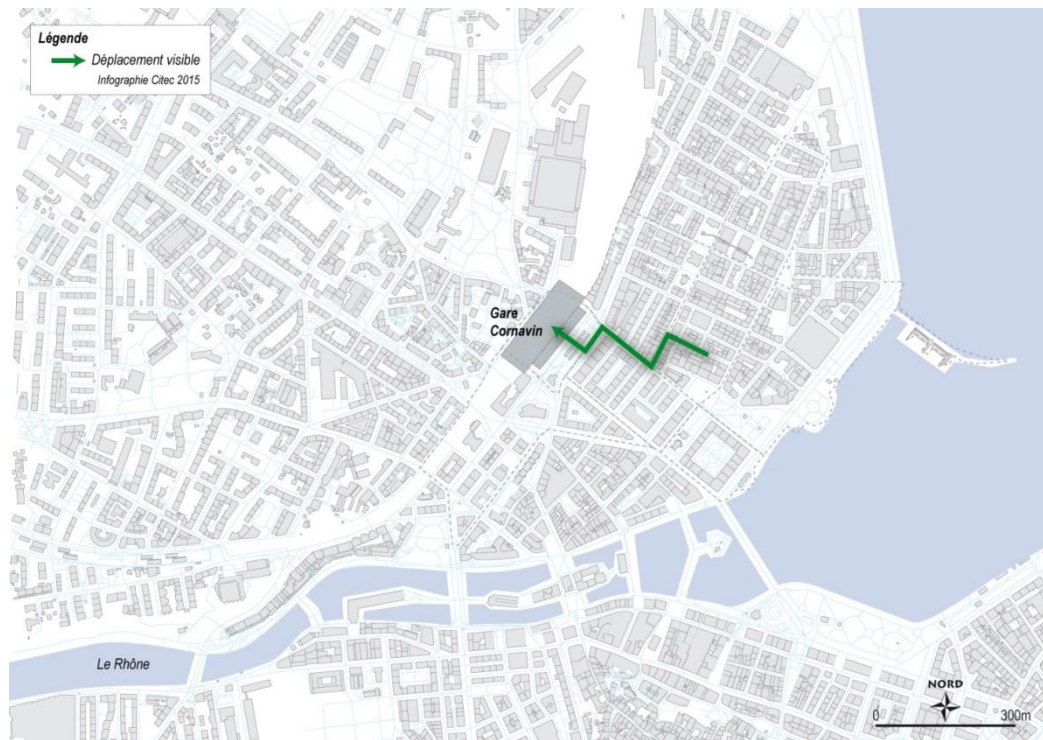 Légende
Déplacement visible
Infographie Citec 2015
Gare
Cornavin
Le Rhône
NORD
0 300m